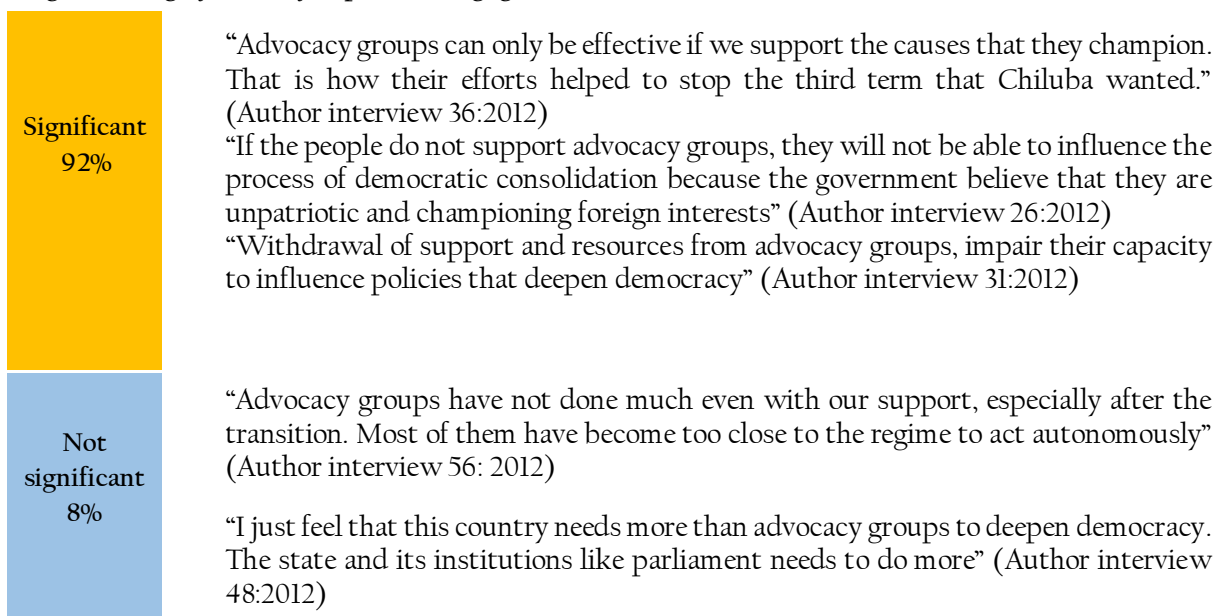 Significant
92%
“Advocacy groups can only be effective if we support the causes that they champion.
That is how their efforts helped to stop the third term that Chiluba wanted.”
(Author interview 36:2012)
“If the people do not support advocacy groups, they will not be able to influence the
process of democratic consolidation because the government believe that they are
unpatriotic and championing foreign interests” (Author interview 26:2012)
“Withdrawal of support and resources from advocacy groups, impair their capacity
to influence policies that deepen democracy” (Author interview 31:2012)
Not
significant
8%
“Advocacy groups have not done much even with our support, especially after the
transition. Most of them have become too close to the regime to act autonomously”
(Author interview 56: 2012)
“I just feel that this country needs more than advocacy groups to deepen democracy.
The state and its institutions like parliament needs to do more” (Author interview
48:2012)